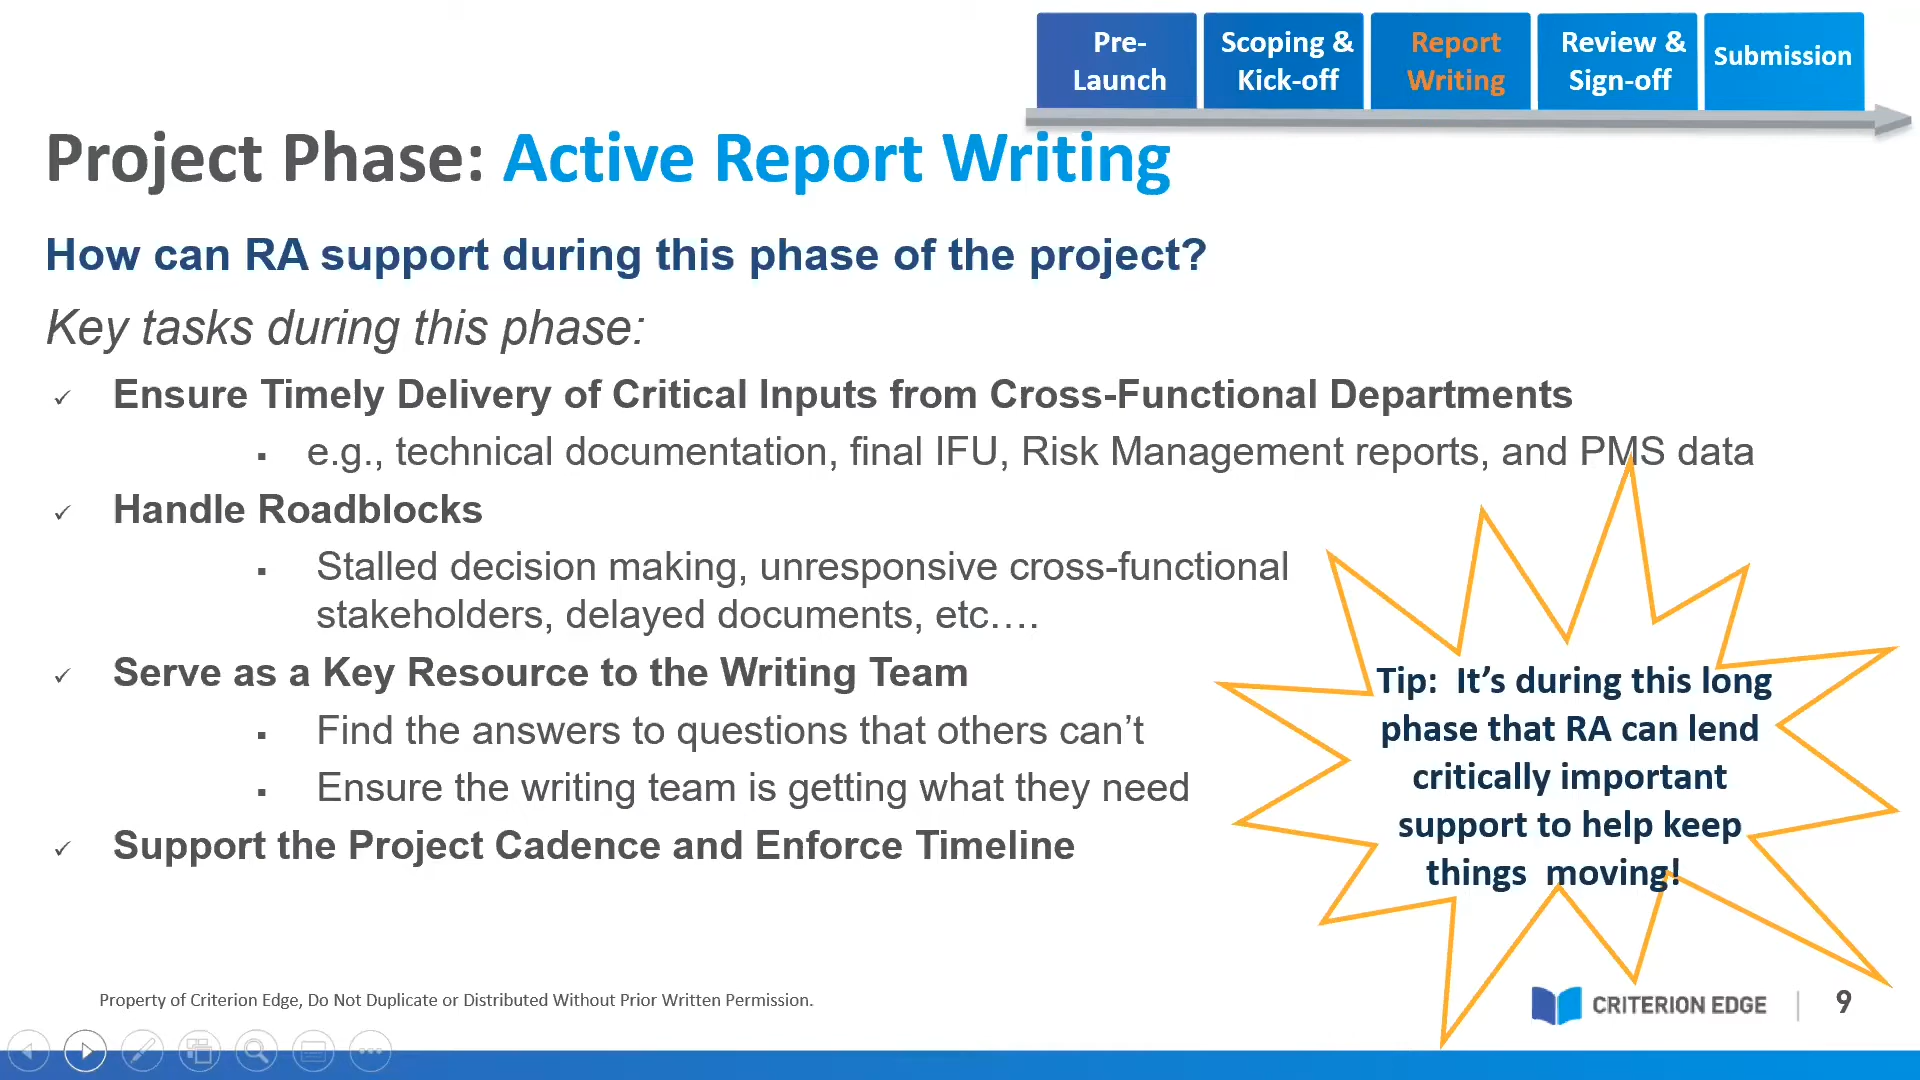 Pre-
Launch
Scoping &
Kick-off
Report
Writing
Review &
Sign-off
Submission
Project Phase: Active Report Writing
How can RA support during this phase of the project?
Key tasks during this phase:
✓ Ensure Timely Delivery of Critical Inputs from Cross-Functional Departments
▪ e.g., technical documentation, final IFU, Risk Management reports, and PMS data
✓ Handle Roadblocks
▪ Stalled decision making, unresponsive cross-functional
stakeholders, delayed documents, etc….
✓ Serve as a Key Resource to the Writing Team
▪ Find the answers to questions that others can’t
▪ Ensure the writing team is getting what they need
✓ Support the Project Cadence and Enforce Timeline
Tip:  It’s during this long
phase that RA can lend
critically important
support to help keep
things  moving!
Property of Criterion Edge, Do Not Duplicate or Distributed Without Prior Written Permission.
CRITERION EDGE | 9